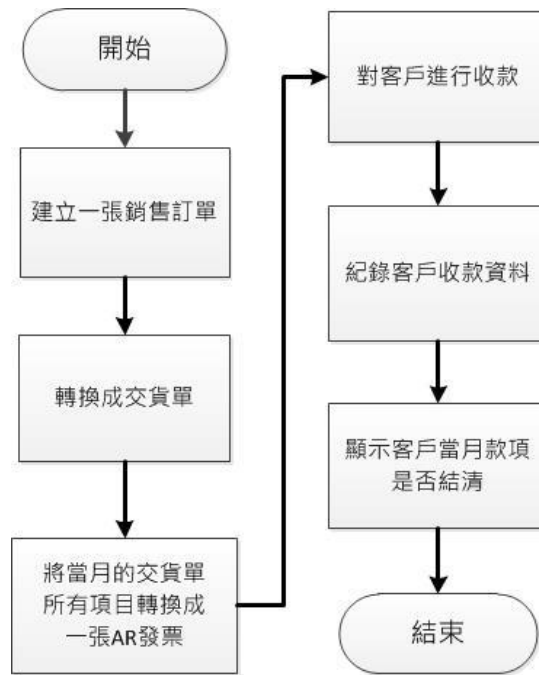 開始
建立一張銷售訂單
轉換成交貨單
將當月的交貨單
所有項目轉換成
一張AR發票
對客戶進行收款
紀錄客戶收款資料
顯示客戶當月款項
是否結清
結束